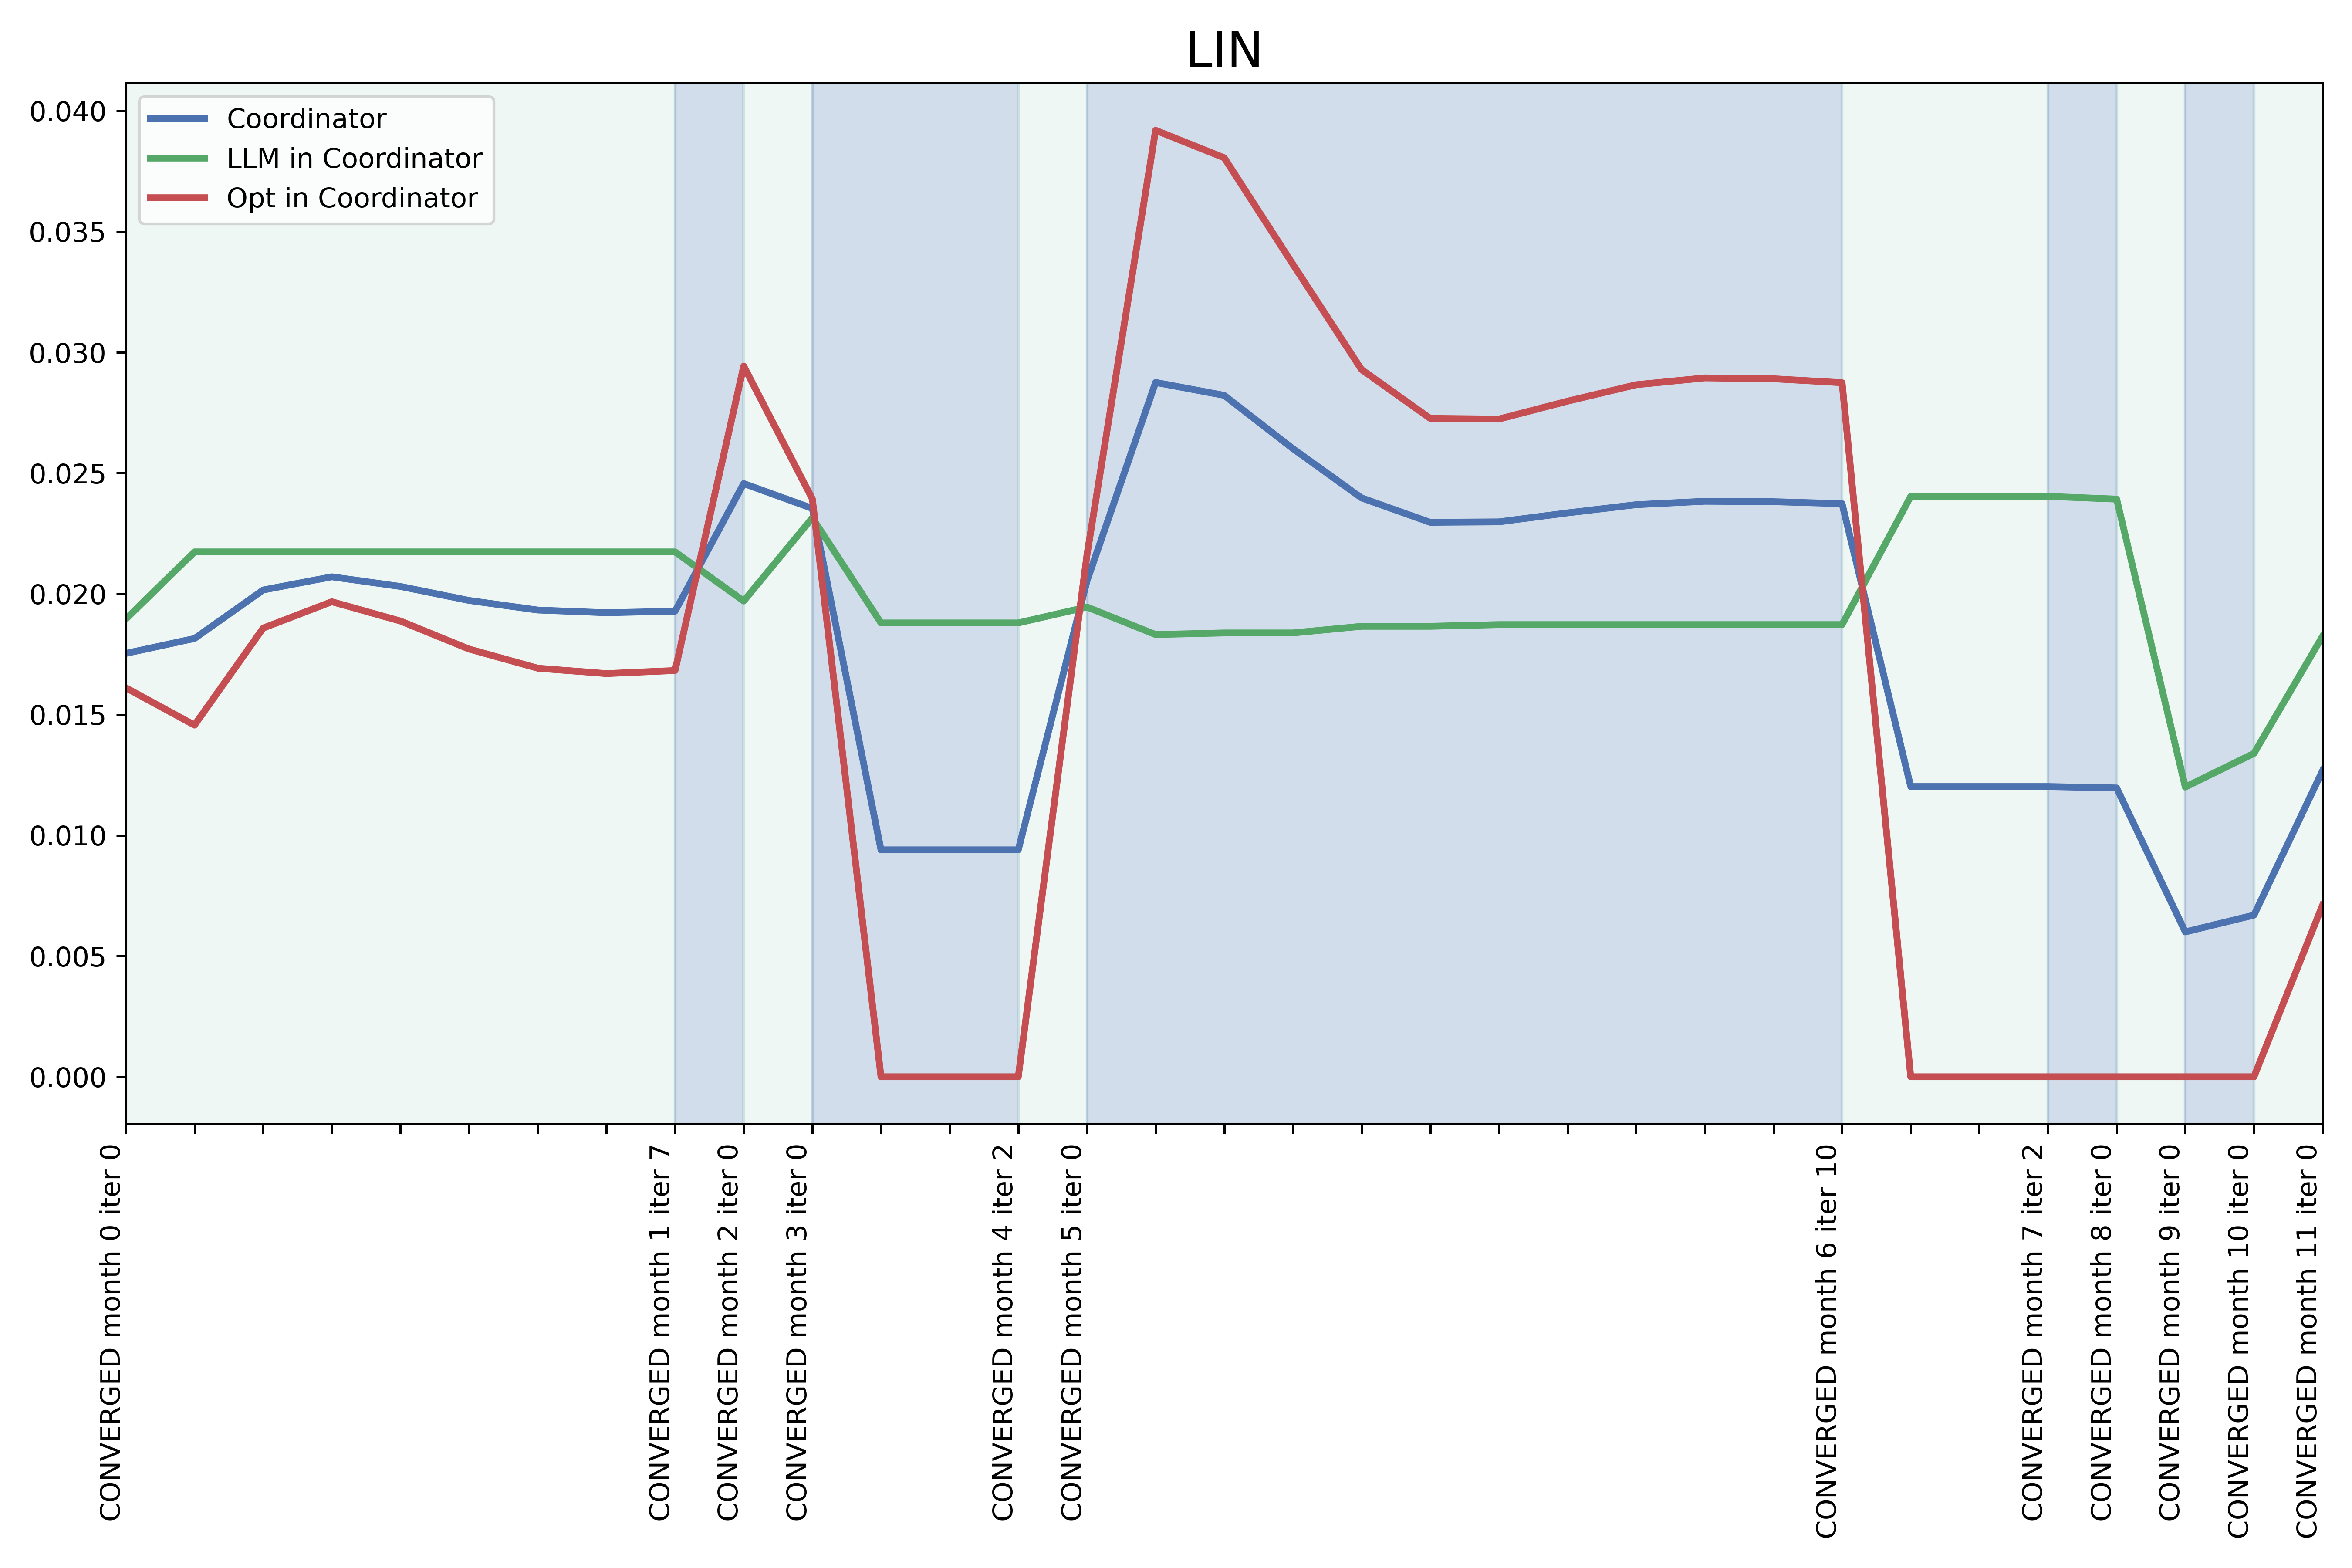 LIN
0.040
0.035
0.030
0.025
0.020
0.015
0.010
0.005
0.000
Coordinator
LLM in Coordinator
Opt in Coordinator
CONVERGED month 0 iter 0
CONVERGED month 1 iter 7
CONVERGED month 2 iter 0
CONVERGED month 3 iter 0
CONVERGED month 4 iter 2
CONVERGED month 5 iter 0
CONVERGED month 6 iter 10
CONVERGED month 7 iter 2
CONVERGED month 8 iter 0
CONVERGED month 9 iter 0
CONVERGED month 10 iter 0
CONVERGED month 11 iter 0